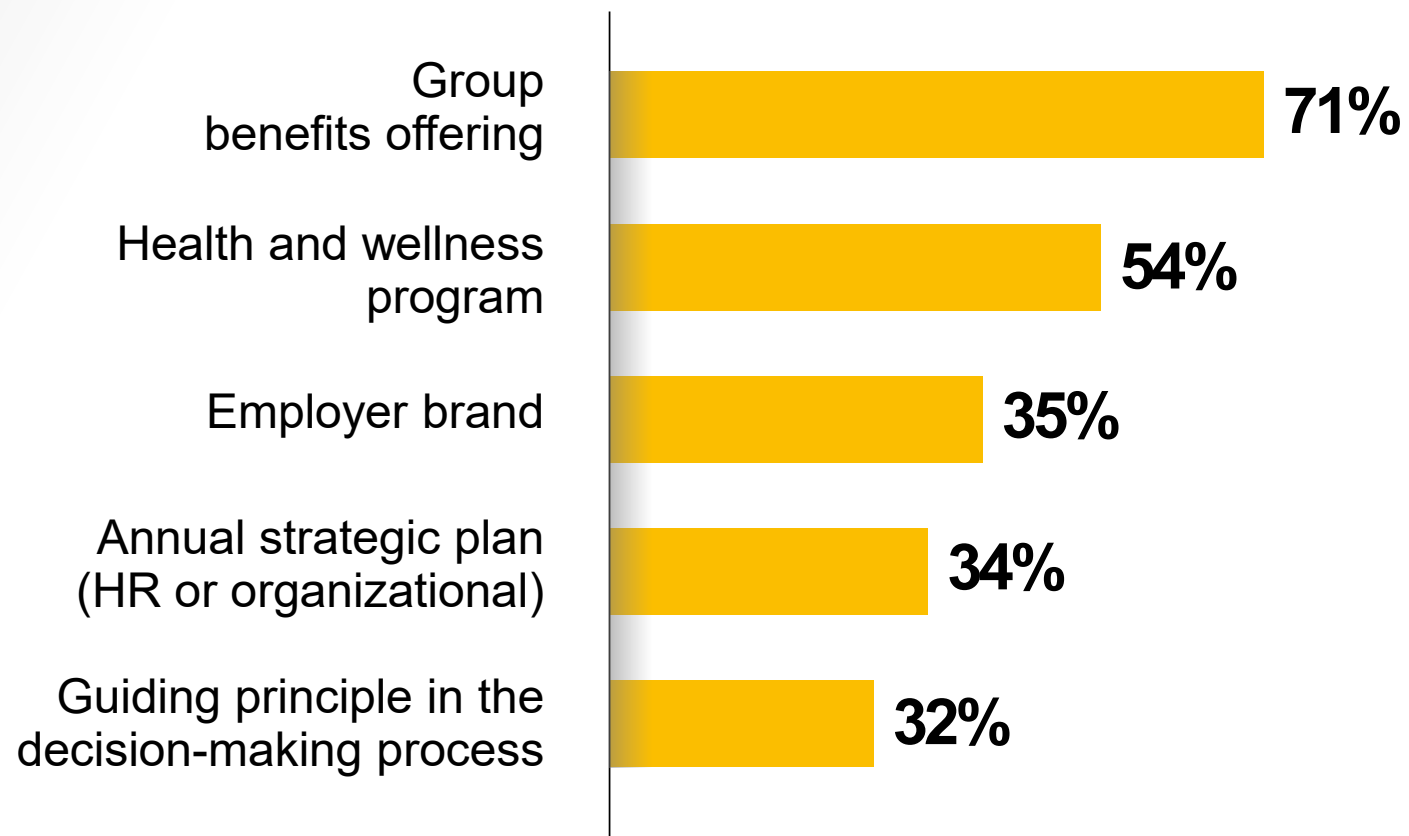 Group
benefits offering
71%
Health and wellness
program
54%
Employer brand
35%
Annual strategic plan
(HR or organizational)
34%
Guiding principle in the
decision-making process
32%